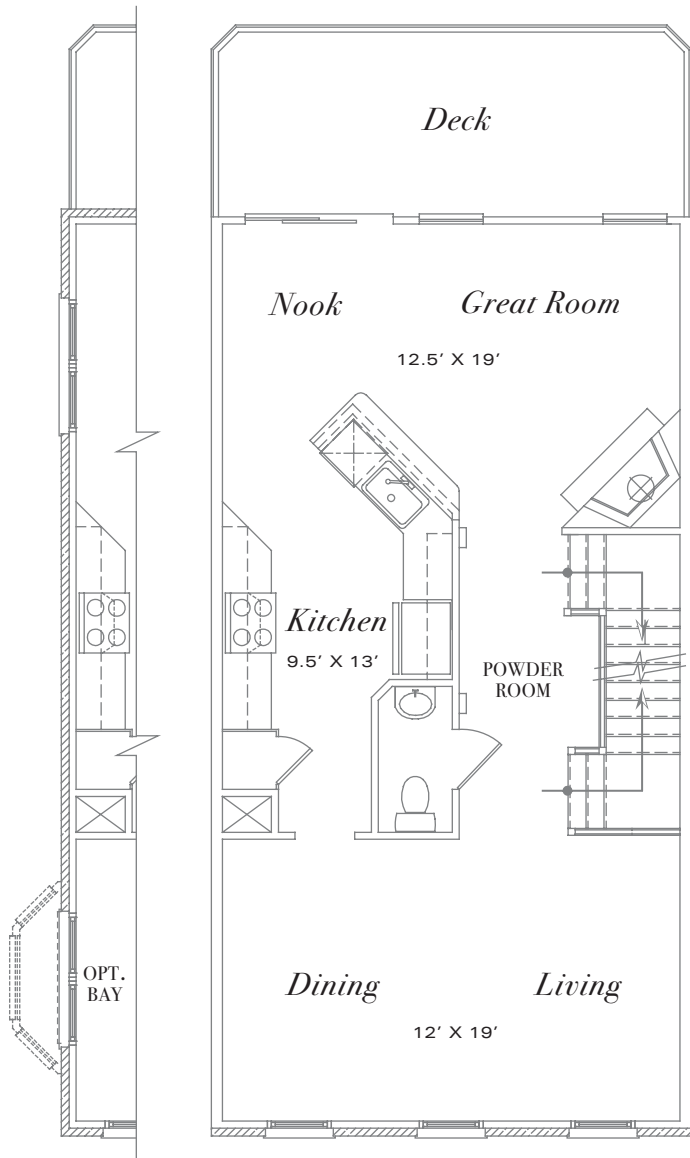 Deck
Nook
Great Room
12.5’ X 19’
Kitchen
9.5’ X 13’
POWDER
ROOM
OPT.
BAY
Dining
Living
12’ X 19’